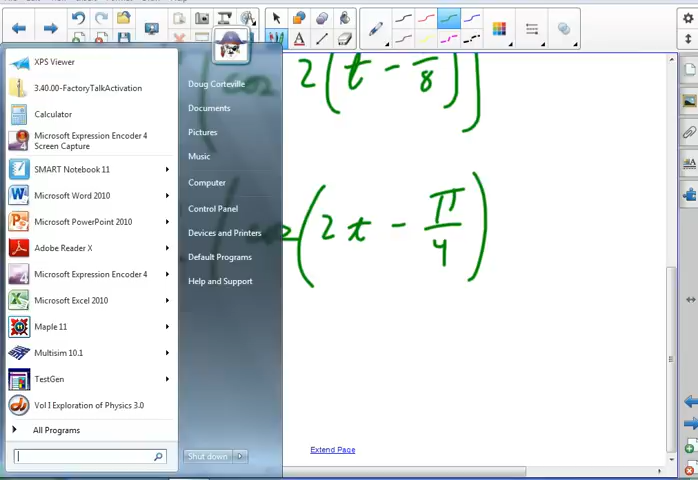 XPS Viewer
3.40.00-FactoryTalkActivation
Calculator
Microsoft Expression Encoder 4
Screen Capture
SMART Notebook 11
Microsoft Word 2010
Microsoft PowerPoint 2010
Adobe Reader X
Microsoft Expression Encoder 4
Microsoft Excel 2010
Maple 11
Multisim 10.1
TestGen
Vol I Exploration of Physics 3.0
All Programs
Doug Corteville
Documents
Pictures
Music
Computer
Control Panel
Devices and Printers
Default Programs
Help and Support
Shut down
2(t - π/8)]
(2t - π/4)
Extend Page